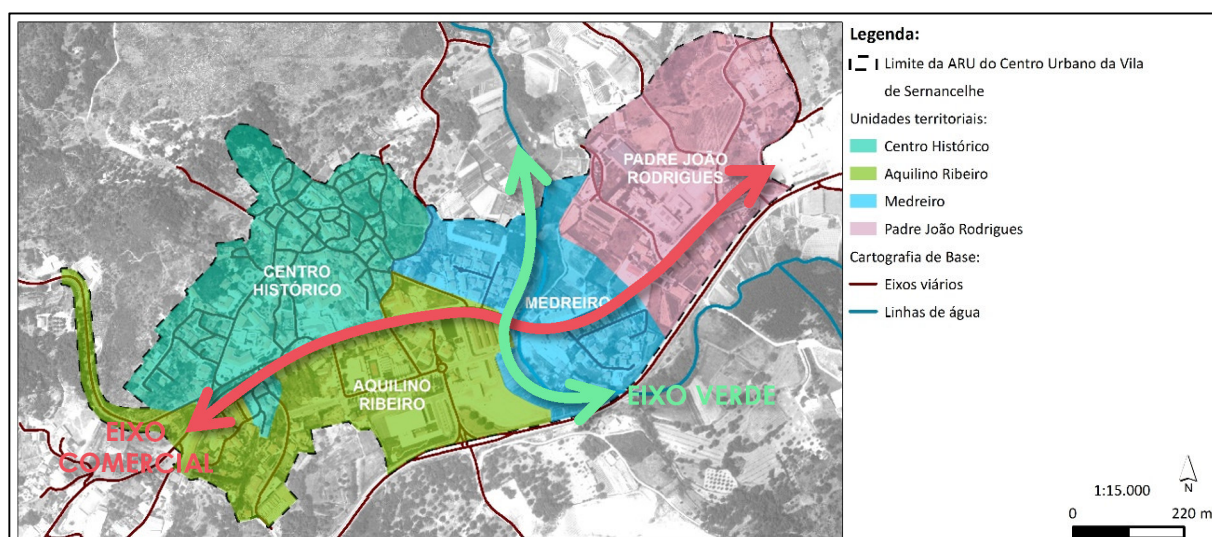 PADRE JOÃO
RODRIGUES
CENTRO
HISTÓRICO
MEDREIRO
AQUILINO
RIBEIRO
EIXO VERDE
EIXO
COMERCIAL
Legenda:
Limite da ARU do Centro Urbano da Vila
de Sernancelhe
Unidades territoriais:
Centro Histórico
Aquilino Ribeiro
Medreiro
Padre João Rodrigues
Cartografia de Base:
Eixos viários
Linhas de água
1:15.000
N
0 220 m